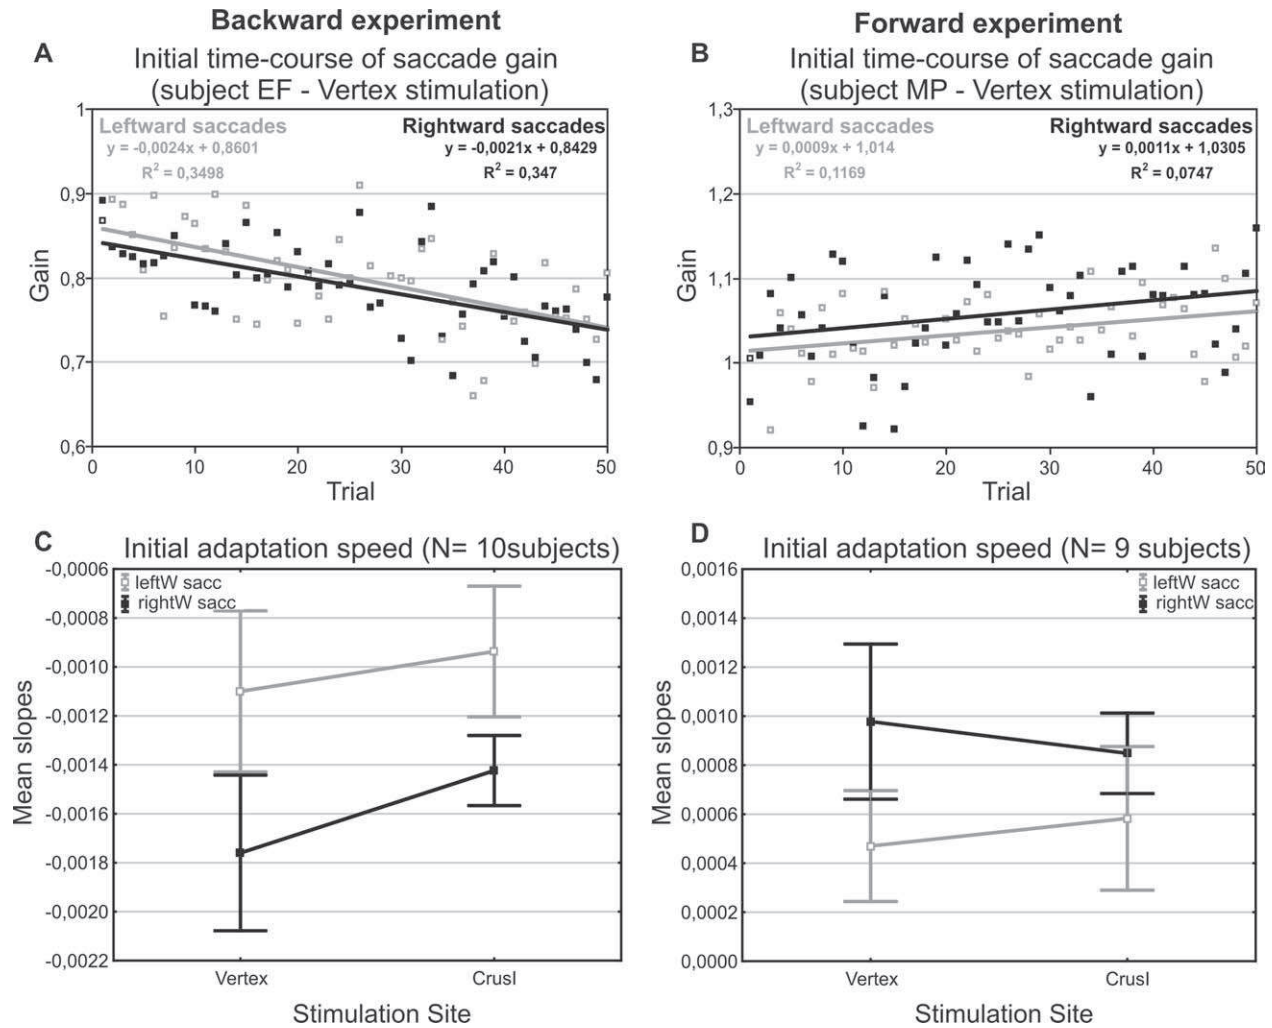 Backward experiment
A
Initial time-course of saccade gain
(subject EF - Vertex stimulation)
1
0,9
0,8
0,7
0,6
Gain
Leftward saccades
y = -0,0024x + 0,8601
R² = 0,3498
Rightward saccades
y = -0,0021x + 0,8429
R² = 0,347
0
10
20
30
40
50
Trial
Forward experiment
B
Initial time-course of saccade gain
(subject MP - Vertex stimulation)
1,3
1,2
1,1
1
0,9
Gain
Leftward saccades
y = 0,0009x + 1,014
R² = 0,1169
Rightward saccades
y = 0,0011x + 1,0305
R² = 0,0747
0
10
20
30
40
50
Trial
C
Initial adaptation speed (N= 10subjects)
-0,0006
-0,0008
-0,0010
-0,0012
-0,0014
-0,0016
-0,0018
-0,0020
-0,0022
Mean slopes
leftW sacc
rightW sacc
Vertex
CrusI
Stimulation Site
D
Initial adaptation speed (N= 9 subjects)
0,0016
0,0014
0,0012
0,0010
0,0008
0,0006
0,0004
0,0002
0,0000
Mean slopes
leftW sacc
rightW sacc
Vertex
CrusI
Stimulation Site